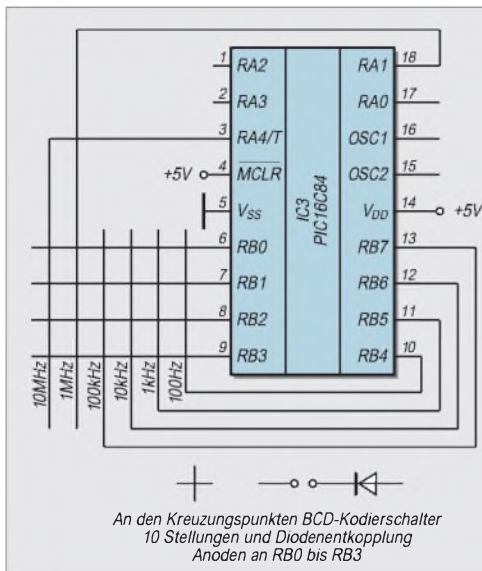 1 RA2 RA1 18
2 RA3 RA0 17
3 RA4/T OSC1 16
+5V 4 MCLR OSC2 15
5 VSS VDD 14 +5V
6 RB0 RB7 13
7 RB1 RB6 12
8 RB2 RB5 11
9 RB3 RB4 10
IC3
PIC16C84
10MHz
1MHz
100kHz
10kHz
1kHz
100Hz
An den Kreuzungspunkten BCD-Kodierschalter
10 Stellungen und Diodenentkopplung
Anoden an RB0 bis RB3